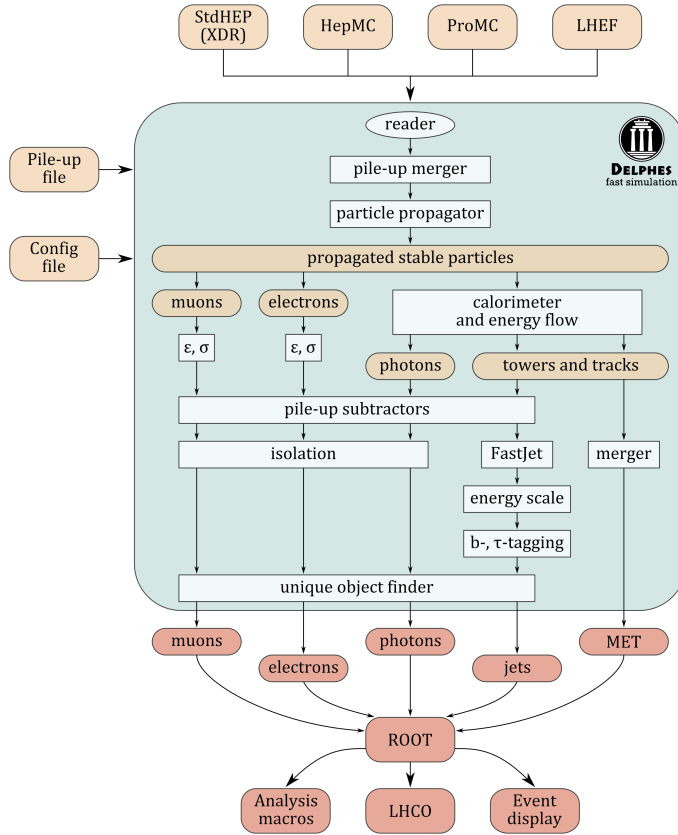 StdHEP
(XDR)
HepMC
ProMC
LHEF
reader
DELPHES
fast simulation
Pile-up
file
pile-up merger
particle propagator
Config
file
propagated stable particles
muons
electrons
calorimeter
and energy flow
ε, σ
ε, σ
photons
towers and tracks
pile-up subtractors
isolation
FastJet
merger
energy scale
b-, τ-tagging
unique object finder
muons
electrons
photons
jets
MET
ROOT
Analysis
macros
LHCO
Event
display